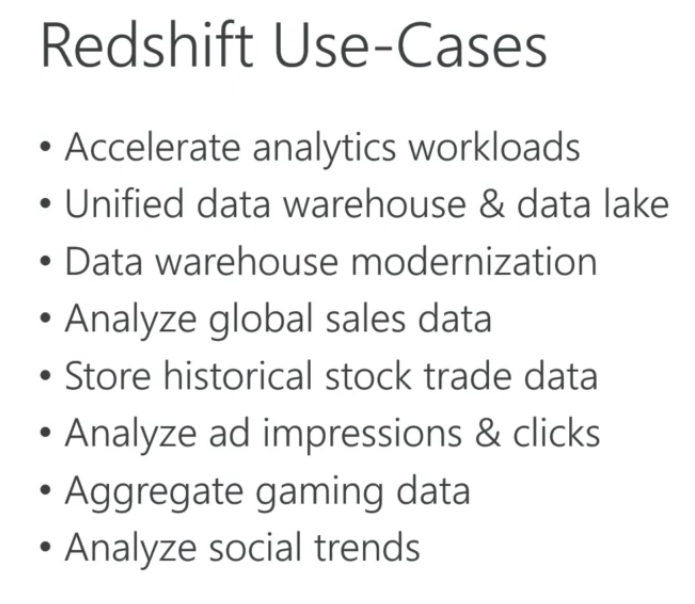 Redshift Use-Cases
• Accelerate analytics workloads
• Unified data warehouse & data lake
• Data warehouse modernization
• Analyze global sales data
• Store historical stock trade data
• Analyze ad impressions & clicks
• Aggregate gaming data
• Analyze social trends